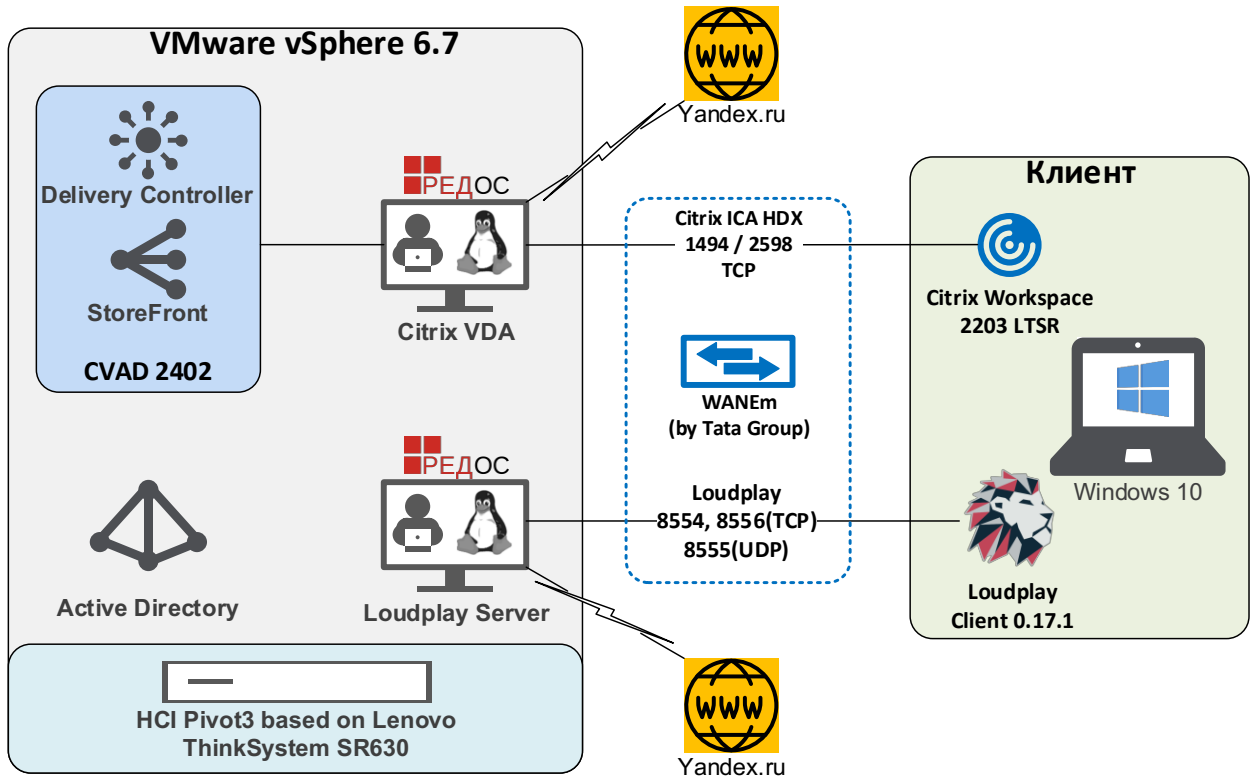 VMware vSphere 6.7
WWW
Yandex.ru
Delivery Controller
StoreFront
CVAD 2402
РЕДОС
Citrix VDA
Citrix ICA HDX
1494 / 2598
TCP
WANEm
(by Tata Group)
Loudplay
8554, 8556(TCP)
8555(UDP)
Клиент
Citrix Workspace
2203 LTSR
Windows 10
Loudplay
Client 0.17.1
Active Directory
РЕДОС
Loudplay Server
HCI Pivot3 based on Lenovo
ThinkSystem SR630
WWW
Yandex.ru